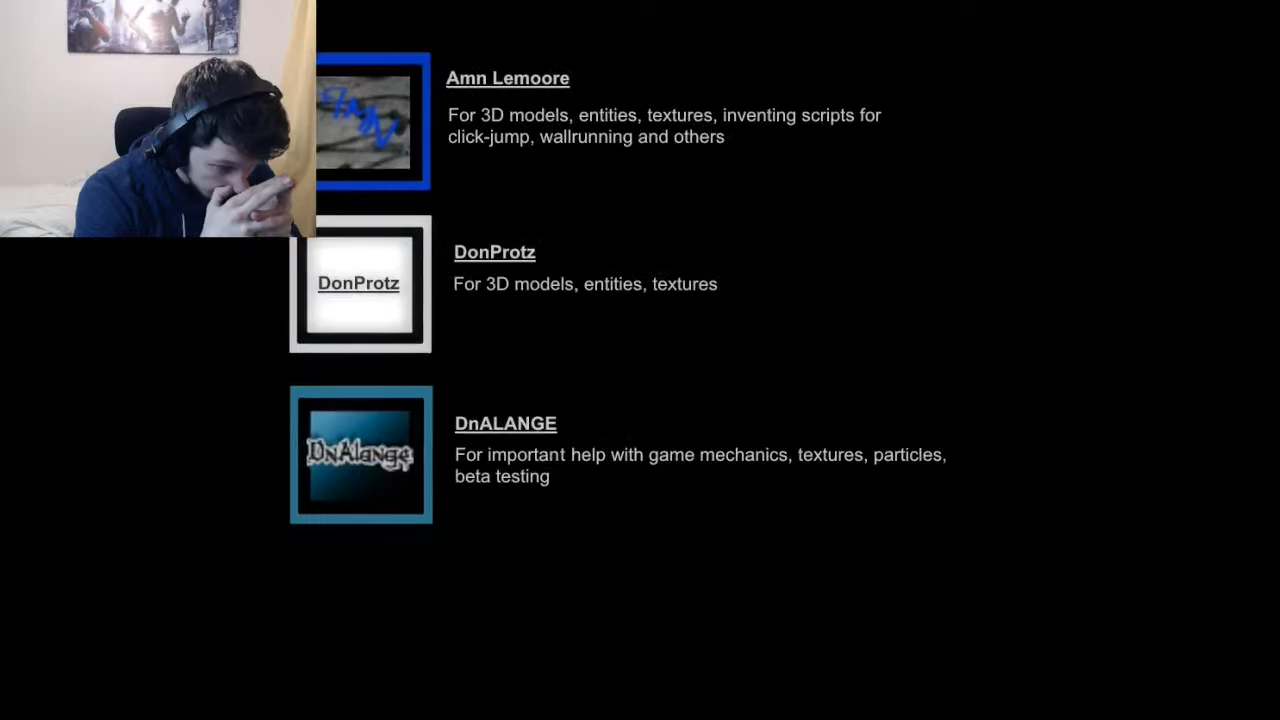 Amn Lemoore
For 3D models, entities, textures, inventing scripts for
click-jump, wallrunning and others
DonProtz
DonProtz
For 3D models, entities, textures
DnAlange
DnALANGE
For important help with game mechanics, textures, particles,
beta testing